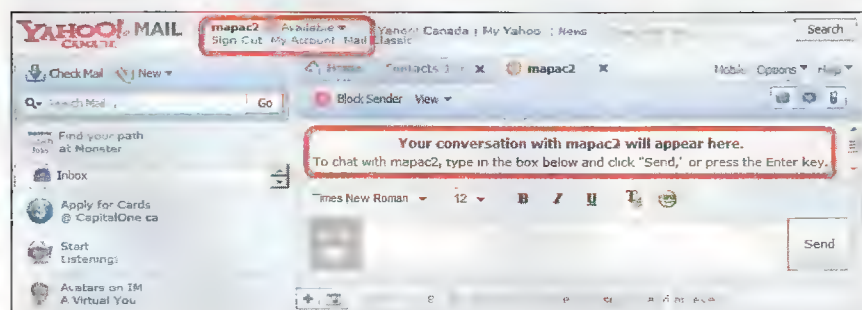 YAHOO! MAIL
CANADA
mapac2 Available
Sign Out My Account Mail Classic
Yahoo! Canada | My Yahoo | News
Search
Check Mail New
Home Contacts mapac2
Mobile Options Help
Search Mail Go
Block Sender View
Find your path
at Monster
Inbox
Apply for Cards
@ CapitalOne ca
Start
Listening!
Avatars on IM
A Virtual You
Your conversation with mapac2 will appear here.
To chat with mapac2, type in the box below and click "Send,' or press the Enter key.
Times New Roman 12 B I U T
Send